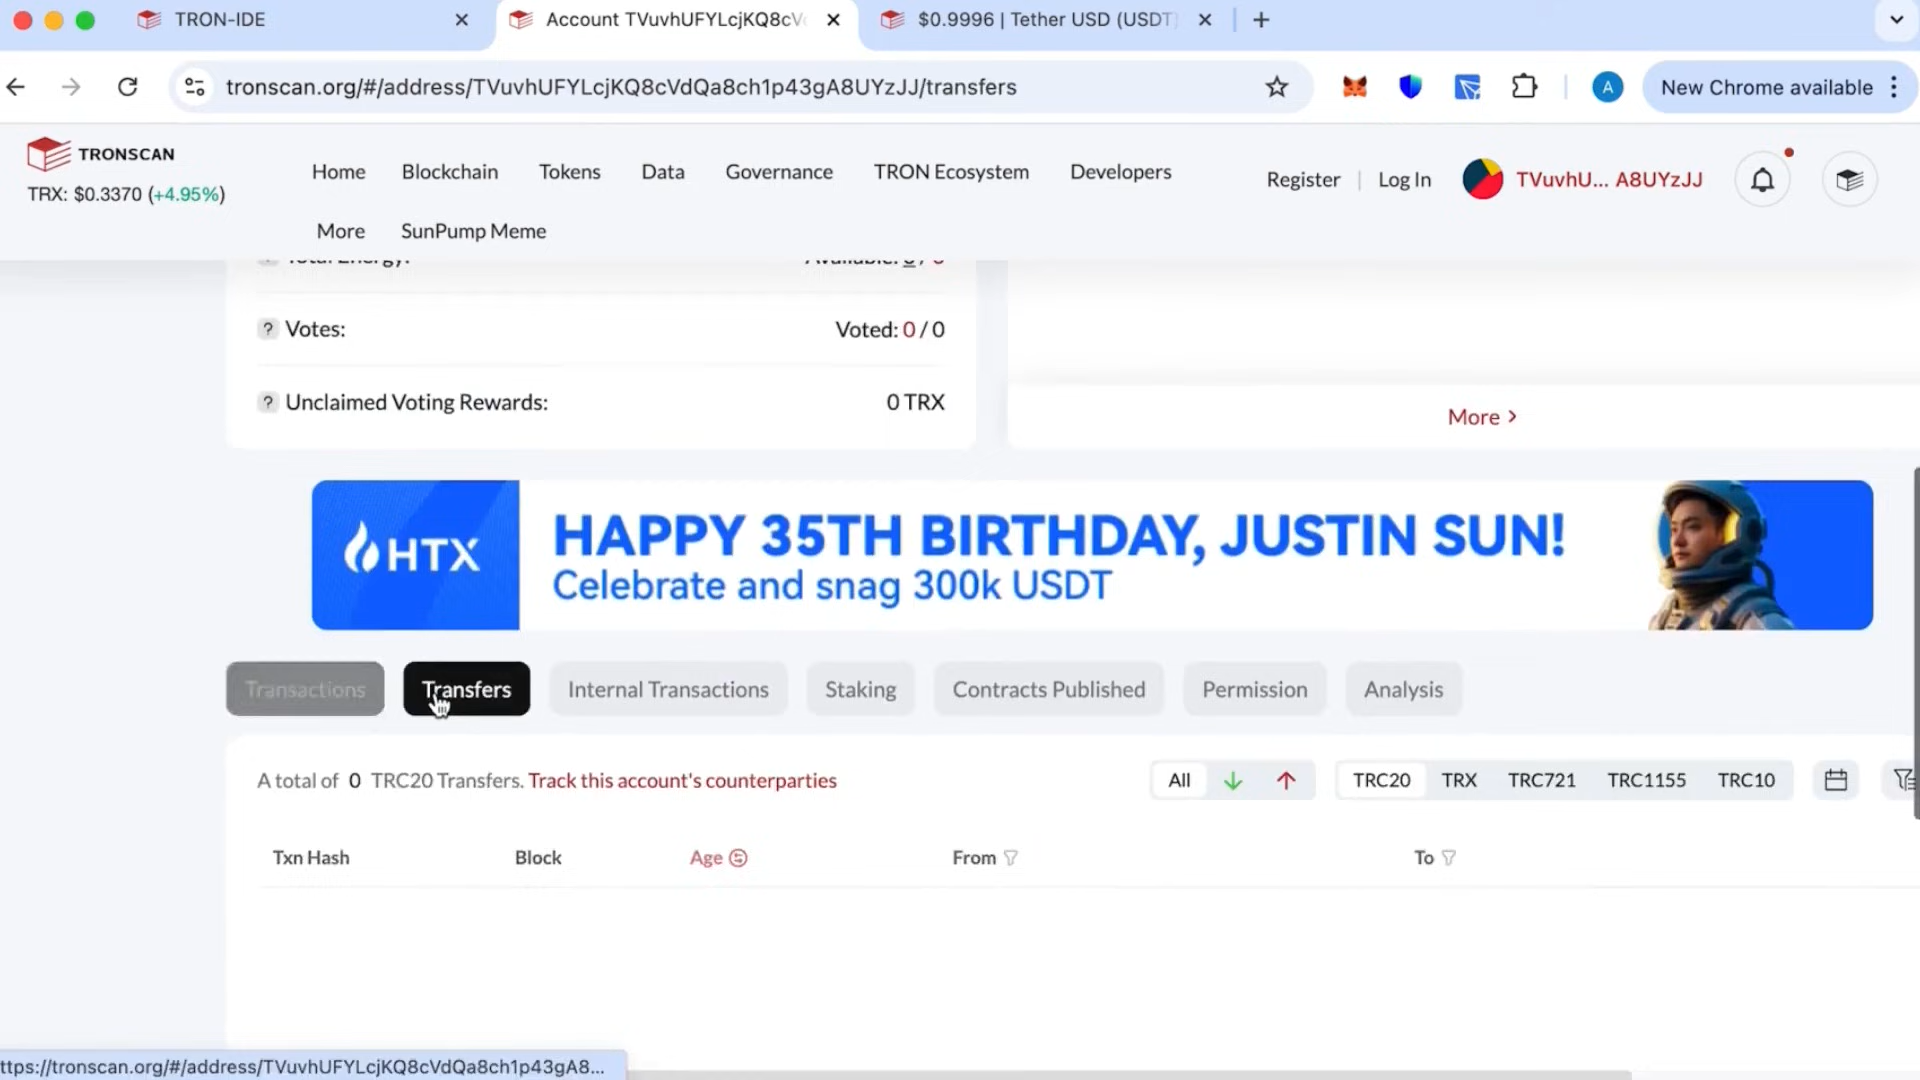 TRON-IDE
Account TVuvhUFYLcjKQ8cV
$0.9996 | Tether USD (USDT)
tronscan.org/#/address/TVuvhUFYLcjKQ8cVdQa8ch1p43gA8UYzJJ/transfers
A
New Chrome available
TRONSCAN
TRX: $0.3370 (+4.95%)
Home
Blockchain
Tokens
Data
Governance
TRON Ecosystem
Developers
More
SunPump Meme
Register | Log In
TVuvhU... A8UYzJJ
Total Energy:
Available: 0 / 0
? Votes:
Voted: 0 / 0
? Unclaimed Voting Rewards:
0 TRX
More >
HTX
HAPPY 35TH BIRTHDAY, JUSTIN SUN!
Celebrate and snag 300k USDT
Transactions
Transfers
Internal Transactions
Staking
Contracts Published
Permission
Analysis
A total of 0 TRC20 Transfers. Track this account's counterparties
All
TRC20
TRX
TRC721
TRC1155
TRC10
Txn Hash
Block
Age
From
To
ttps://tronscan.org/#/address/TVuvhUFYLcjKQ8cVdQa8ch1p43gA8...